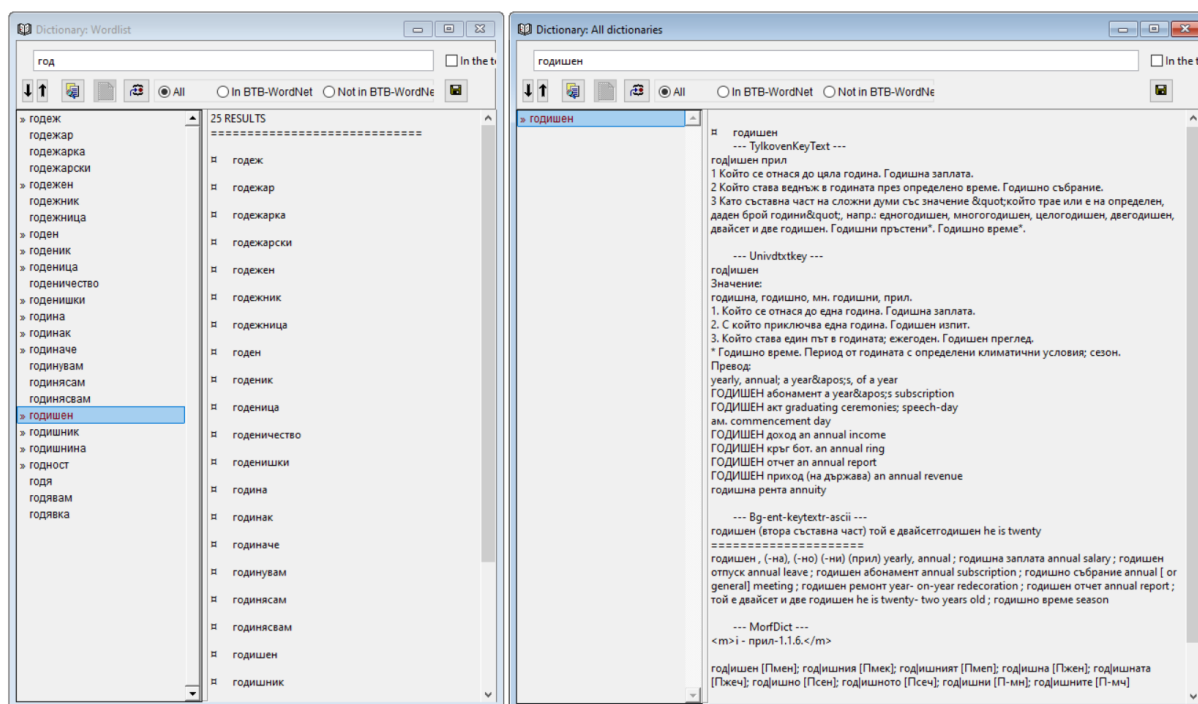 Dictionary: Wordlist
год
In the t
All
In BTB-WordNet
Not in BTB-WordNe
» годеж
годежар
годежарка
годежарски
» годежен
годежник
годежница
» годен
» годеник
» годеница
годеничество
» годенишки
» година
» годинак
» годиначе
годинувам
годинясам
годинясвам
» годишен
» годишник
» годишнина
» годност
годя
годявам
годявка
25 RESULTS
=============================
¤ годеж
¤ годежар
¤ годежарка
¤ годежарски
¤ годежен
¤ годежник
¤ годежница
¤ годен
¤ годеник
¤ годеница
¤ годеничество
¤ годенишки
¤ година
¤ годинак
¤ годиначе
¤ годинувам
¤ годинясам
¤ годинясвам
¤ годишен
¤ годишник
Dictionary: All dictionaries
годишен
In the t
All
In BTB-WordNet
Not in BTB-WordNe
» годишен
¤ годишен
--- TylkovenKeyText ---
год|ишен прил
1 Който се отнася до цяла година. Годишна заплата.
2 Който става веднъж в годината през определено време. Годишно събрание.
3 Като съставна част на сложни думи със значение &quot;който трае или е на определен,
даден брой години&quot;, напр.: едногодишен, многогодишен, целогодишен, двегодишен,
двайсет и две годишен. Годишни пръстени*. Годишно време*.
--- Univdtxtkey ---
год|ишен
Значение:
годишна, годишно, мн. годишни, прил.
1. Който се отнася до една година. Годишна заплата.
2. С който приключва една година. Годишен изпит.
3. Който става един път в годината; ежегоден. Годишен преглед.
* Годишно време. Период от годината с определени климатични условия; сезон.
Превод:
yearly, annual; a year&apos;s, of a year
ГОДИШЕН абонамент a year&apos;s subscription
ГОДИШЕН акт graduating ceremonies; speech-day
ам. commencement day
ГОДИШЕН доход an annual income
ГОДИШЕН кръг бот. an annual ring
ГОДИШЕН отчет an annual report
ГОДИШЕН приход (на държава) an annual revenue
годишна рента annuity
--- Bg-ent-keytextr-ascii ---
годишен (втора съставна част) той е двайсетгодишен he is twenty
=====================
годишен , (-на), (-но) (-ни) (прил) yearly, annual ; годишна заплата annual salary ; годишен
отпуск annual leave ; годишен абонамент annual subscription ; годишно събрание annual [ or
general] meeting ; годишен ремонт year- on-year redecoration ; годишен отчет annual report ;
той е двайсет и две годишен he is twenty- two years old ; годишно време season
--- MorfDict ---
<m>i - прил-1.1.6.</m>
год|ишен [Пмен]; год|ишния [Пмек]; год|ишният [Пмеп]; год|ишна [Пжен]; год|ишната
[Пжеч]; год|ишно [Псен]; год|ишното [Псеч]; год|ишни [П-мн]; год|ишните [П-мч]